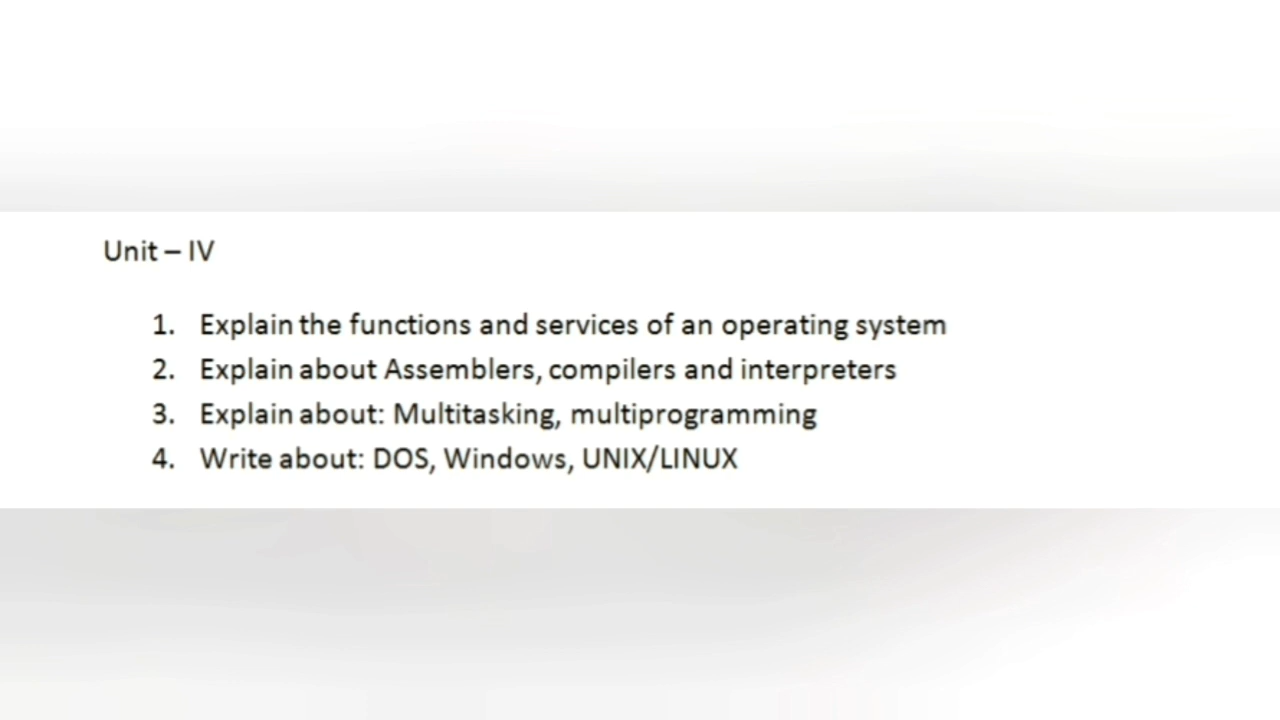 Unit – IV
1. Explain the functions and services of an operating system
2. Explain about Assemblers, compilers and interpreters
3. Explain about: Multitasking, multiprogramming
4. Write about: DOS, Windows, UNIX/LINUX